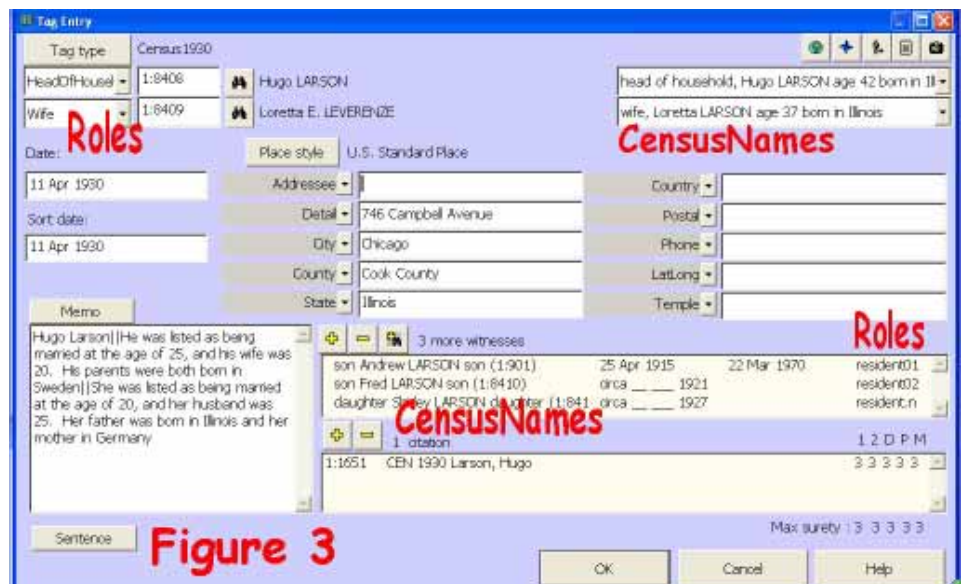 Tag Entry
Tag type Census1930
HeadOfHousel 1:8408 Hugo LARSON head of household, Hugo LARSON age 42 born in Il
Wife 1:8409 Loretta E. LEVERENZE wife, Loretta LARSON age 37 born in Illinois
Roles CensusNames
Date: Place style U.S. Standard Place
11 Apr 1930 Addressee Country
Sort date: Detail 746 Campbell Avenue Postal
11 Apr 1930 City Chicago Phone
County Cook County LatLong
State Illinois Temple
Memo
Hugo Larson||He was listed as being
married at the age of 25, and his wife was
20. His parents were both born in
Sweden||She was listed as being married
at the age of 20, and her husband was
25. Her father was born in Illinois and her
mother in Germany
3 more witnesses Roles
son Andrew LARSON son (1:901) 25 Apr 1915 22 Mar 1970 resident01
son Fred LARSON son (1:8410) circa __ ___ 1921 resident02
daughter Shirley LARSON daughter (1:841 circa __ ___ 1927 resident.n
CensusNames
1 citation 1 2 D P M
1:1651 CEN 1930 Larson, Hugo 3 3 3 3 3
Max surety : 3 3 3 3 3
Sentence Figure 3
OK Cancel Help